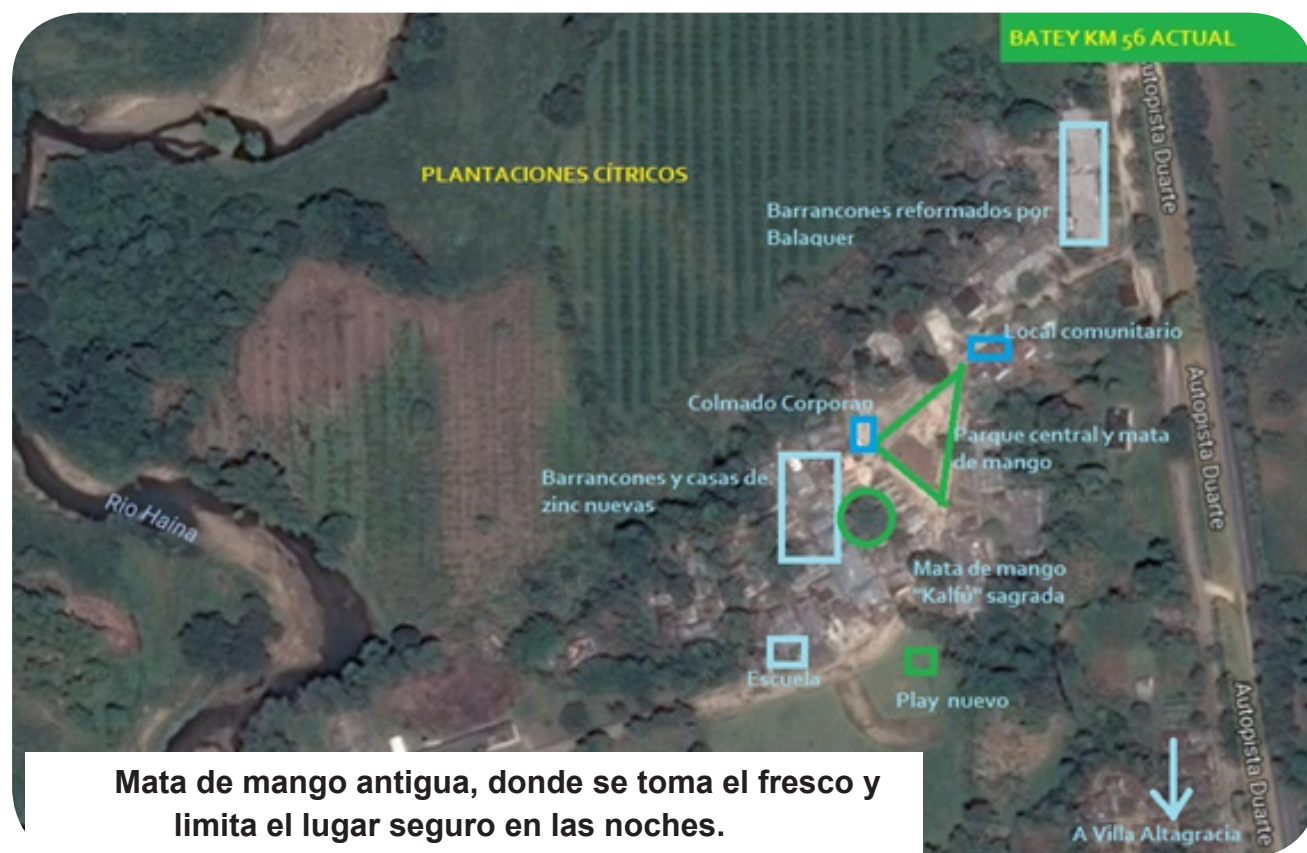 BATEY KM 56 ACTUAL
Autopista Duarte
PLANTACIONES CÍTRICOS
Barrancones reformados por
Balaguer
Local comunitario
Colmado Corporan
Autopista Duarte
Parque central y mata
de mango
Barrancones y casas de
zinc nuevas
Rio Haina
Mata de mango
"Kalfú" sagrada
Escuela
Play nuevo
Autopista Duarte
Mata de mango antigua, donde se toma el fresco y
limita el lugar seguro en las noches.
A Villa Altagracia